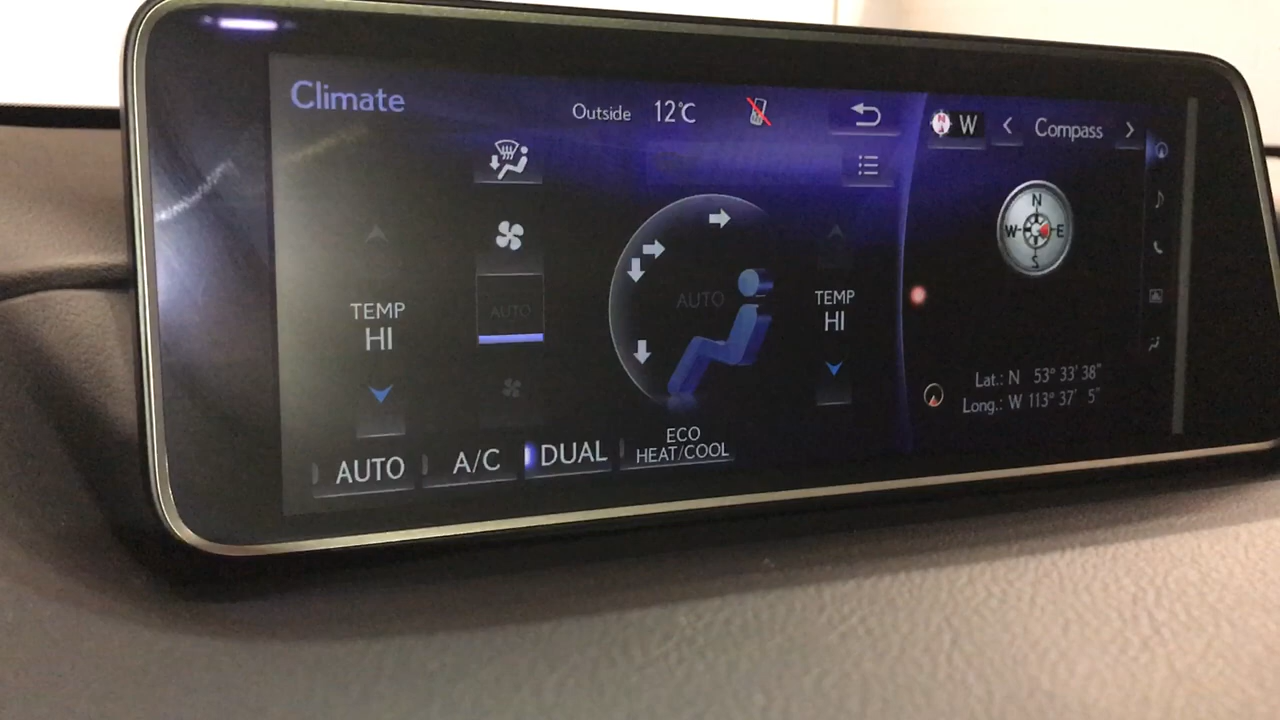 Climate
Outside 12°C
N W
< Compass >
N
W E
S
AUTO
AUTO
TEMP
HI
TEMP
HI
Lat.: N 53° 33' 38"
Long.: W 113° 37' 5"
AUTO
A/C
DUAL
ECO
HEAT/COOL